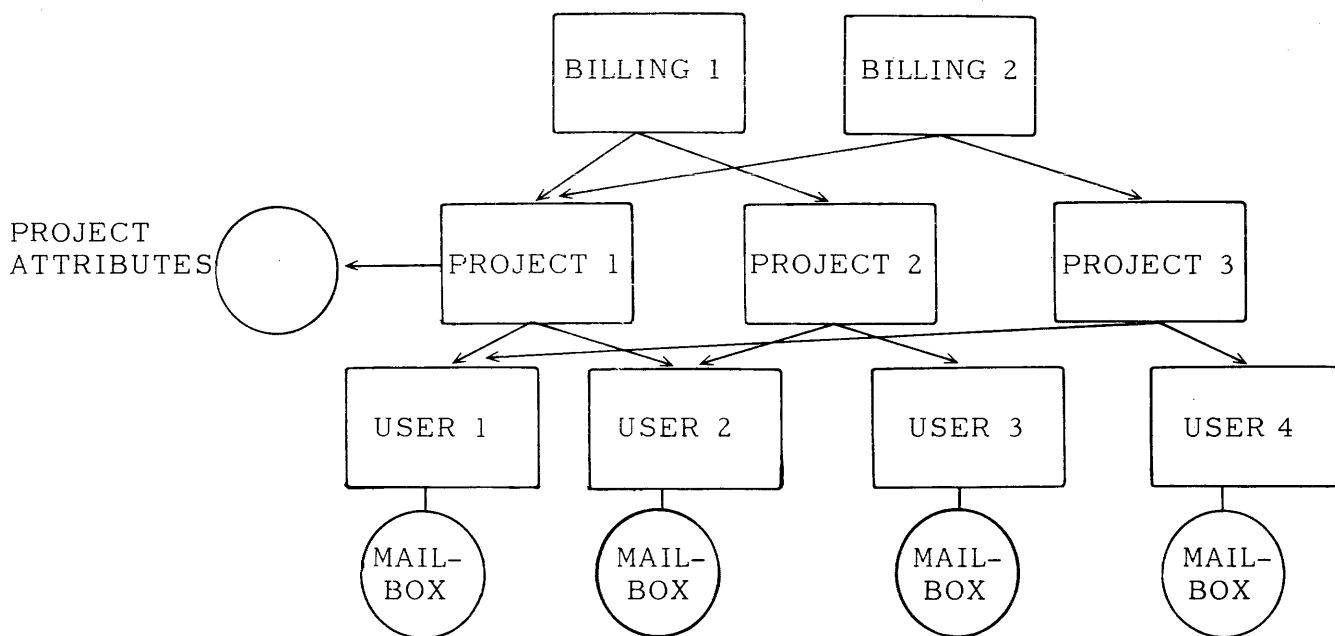 BILLING 1
BILLING 2
PROJECT
ATTRIBUTES
PROJECT 1
PROJECT 2
PROJECT 3
USER 1
USER 2
USER 3
USER 4
MAIL-
BOX
MAIL-
BOX
MAIL-
BOX
MAIL-
BOX